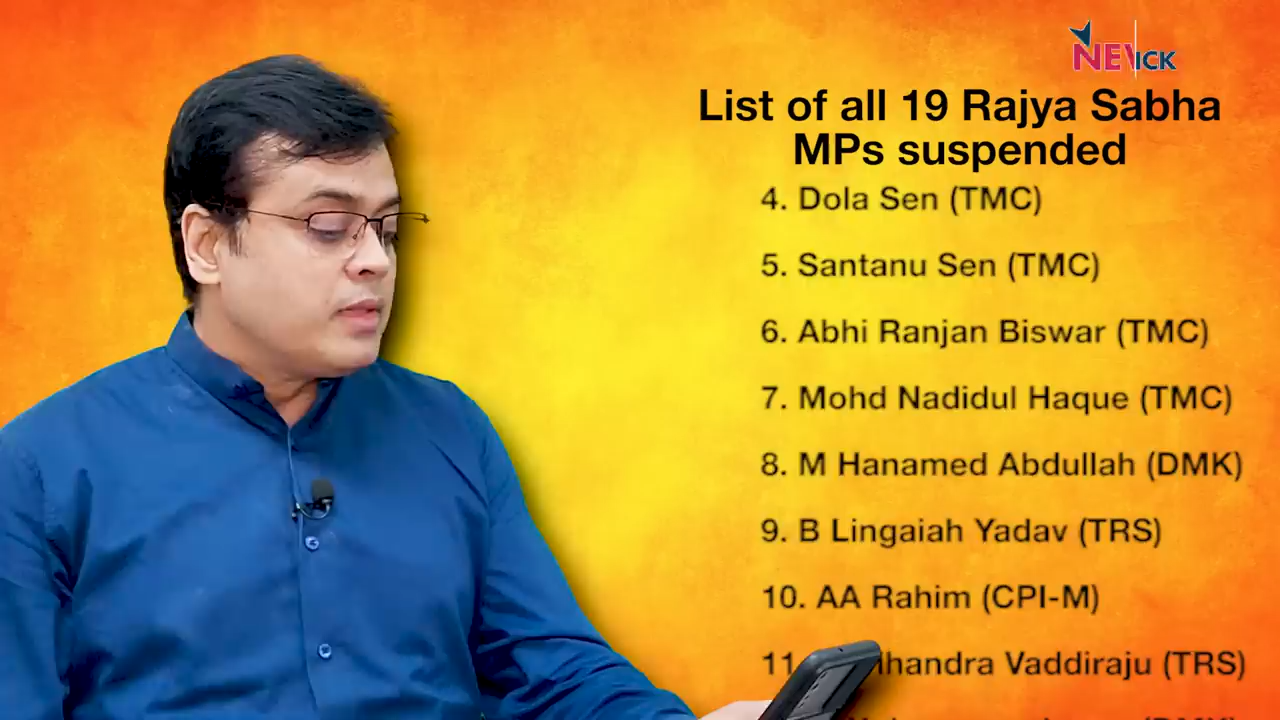 List of all 19 Rajya Sabha
MPs suspended
4. Dola Sen (TMC)
5. Santanu Sen (TMC)
6. Abhi Ranjan Biswar (TMC)
7. Mohd Nadidul Haque (TMC)
8. M Hanamed Abdullah (DMK)
9. B Lingaiah Yadav (TRS)
10. AA Rahim (CPI-M)
11. Vaddiraju (TRS)